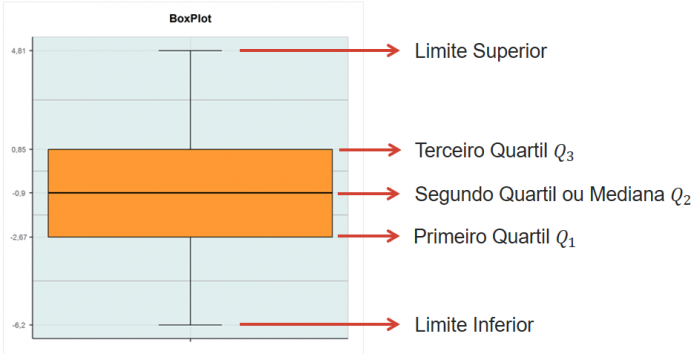 BoxPlot
4,81
Limite Superior
0,85
Terceiro Quartil Q₃
-0,9
Segundo Quartil ou Mediana Q₂
-2,67
Primeiro Quartil Q₁
-6,2
Limite Inferior